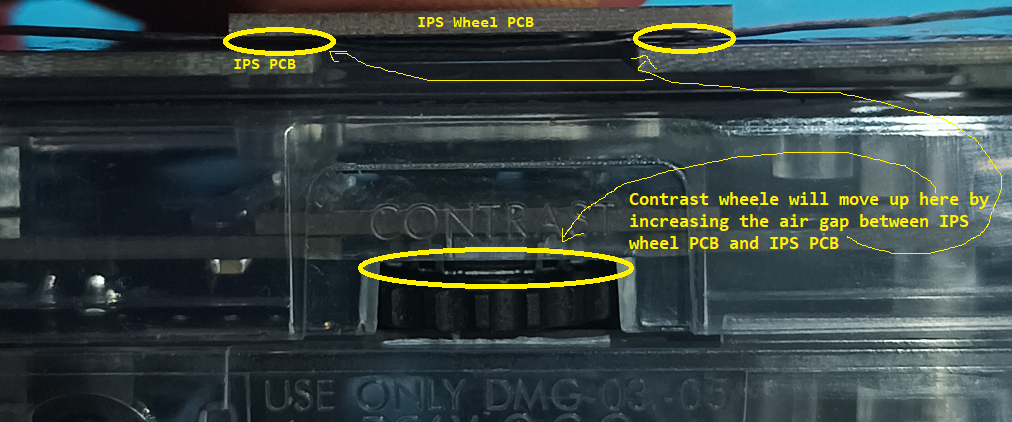 IPS Wheel PCB
IPS PCB
Contrast wheele will move up here by
increasing the air gap between IPS
wheel PCB and IPS PCB
CONTRAST
USE ONLY DMG-03,-05